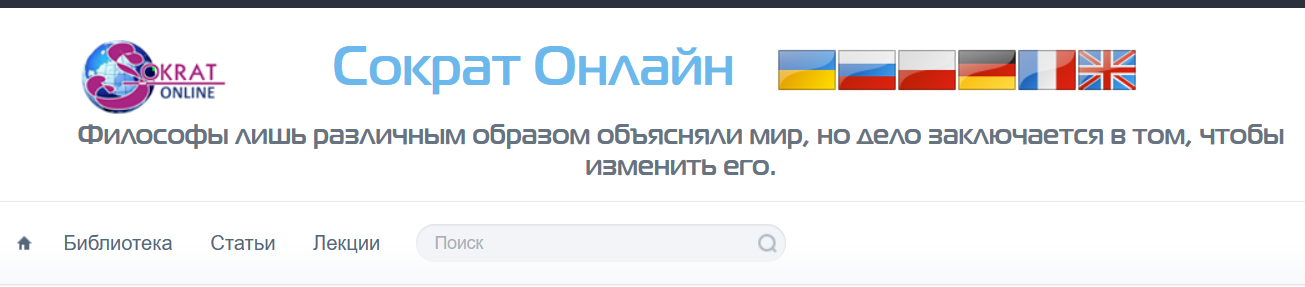 SOKRAT
ONLINE
Сократ Онлайн
Философы лишь различным образом объясняли мир, но дело заключается в том, чтобы
изменить его.
Библиотека Статьи Лекции Поиск